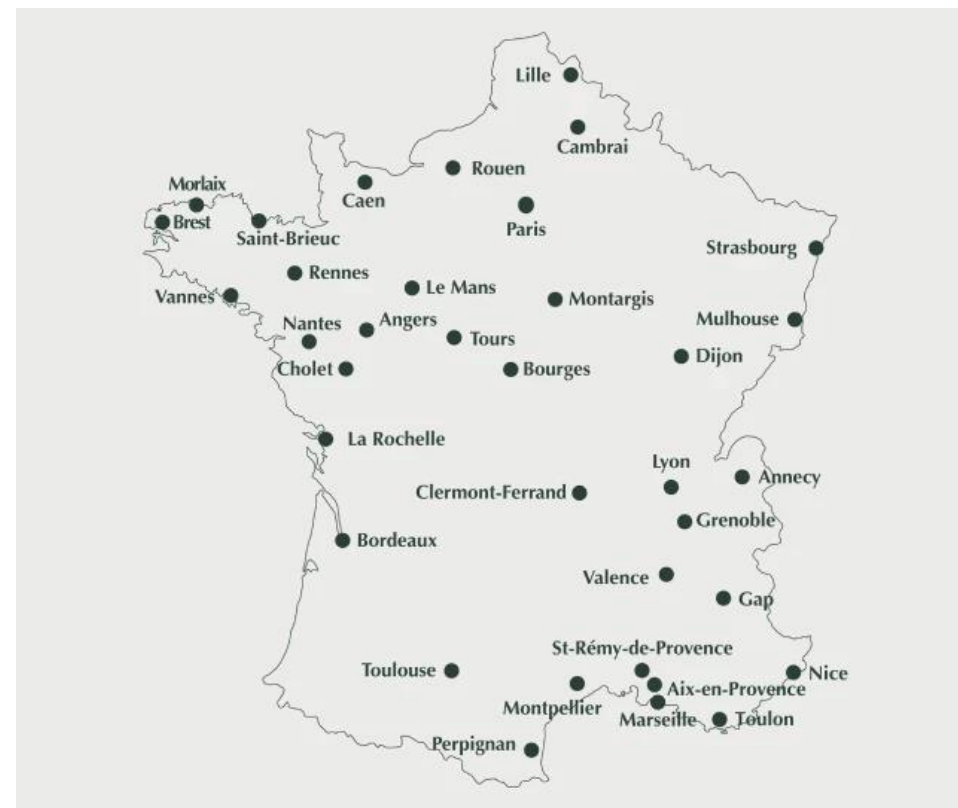 Lille
Cambrai
Rouen
Morlaix
Caen
Brest
Paris
Saint-Brieuc
Strasbourg
Rennes
Le Mans
Vannes
Montargis
Nantes
Angers
Mulhouse
Tours
Dijon
Cholet
Bourges
La Rochelle
Lyon
Annecy
Clermont-Ferrand
Grenoble
Bordeaux
Valence
Gap
St-Rémy-de-Provence
Toulouse
Nice
Aix-en-Provence
Montpellier
Marseille
Toulon
Perpignan